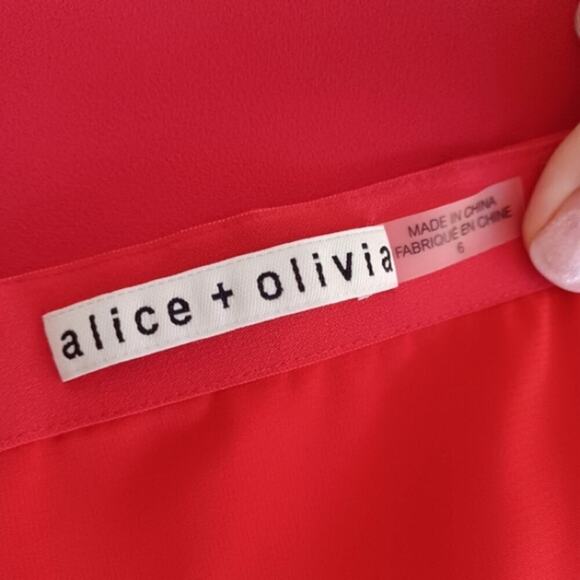 alice + olivia
MADE IN CHINA
FABRIQUÉ EN CHINE
6